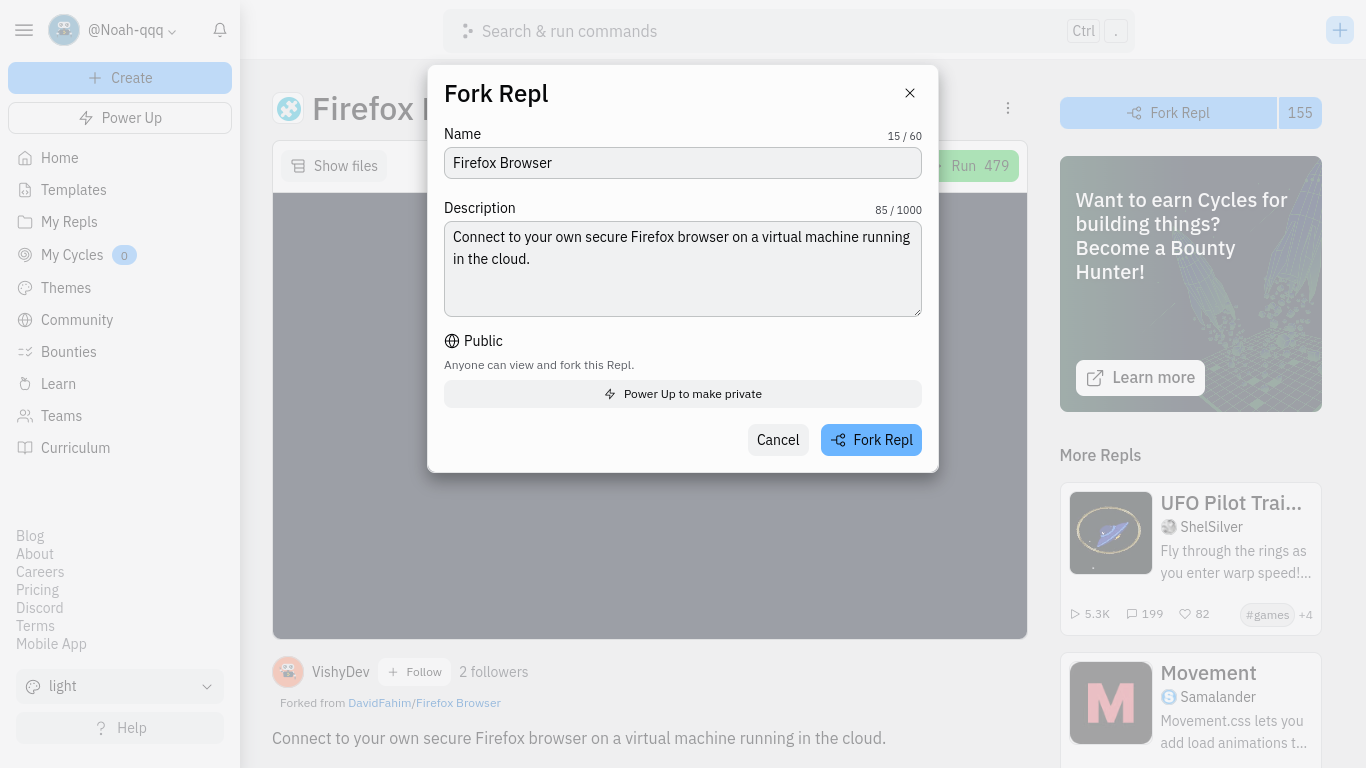 @Noah-qqq
Search & run commands
Ctrl
.
Create
Power Up
Home
Templates
My Repls
My Cycles
0
Themes
Community
Bounties
Learn
Teams
Curriculum
Blog
About
Careers
Pricing
Discord
Terms
Mobile App
light
Help
Firefox
Show files
Run 479
Fork Repl
Name
15 / 60
Firefox Browser
Description
85 / 1000
Connect to your own secure Firefox browser on a virtual machine running
in the cloud.
Public
Anyone can view and fork this Repl.
Power Up to make private
Cancel
Fork Repl
VishyDev
Follow
2 followers
Forked from DavidFahim/Firefox Browser
Connect to your own secure Firefox browser on a virtual machine running in the cloud.
Fork Repl
155
Want to earn Cycles for
building things?
Become a Bounty
Hunter!
Learn more
More Repls
UFO Pilot Trai...
ShelSilver
Fly through the rings as
you enter warp speed!...
5.3K
199
82
#games
+4
M
Movement
S
Samalander
Movement.css lets you
add load animations t...